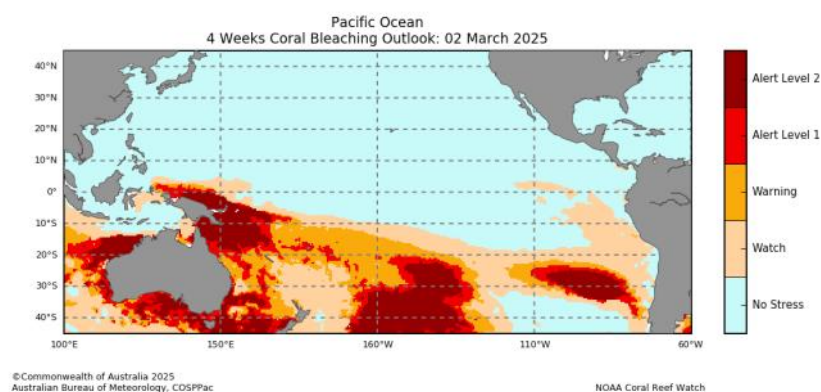 Pacific Ocean
4 Weeks Coral Bleaching Outlook: 02 March 2025
40°N
30°N
20°N
10°N
0°
10°S
20°S
30°S
40°S
100°E 150°E 160°W 110°W 60°W
Alert Level 2
Alert Level 1
Warning
Watch
No Stress
©Commonwealth of Australia 2025
Australian Bureau of Meteorology, COSPPac NOAA Coral Reef Watch